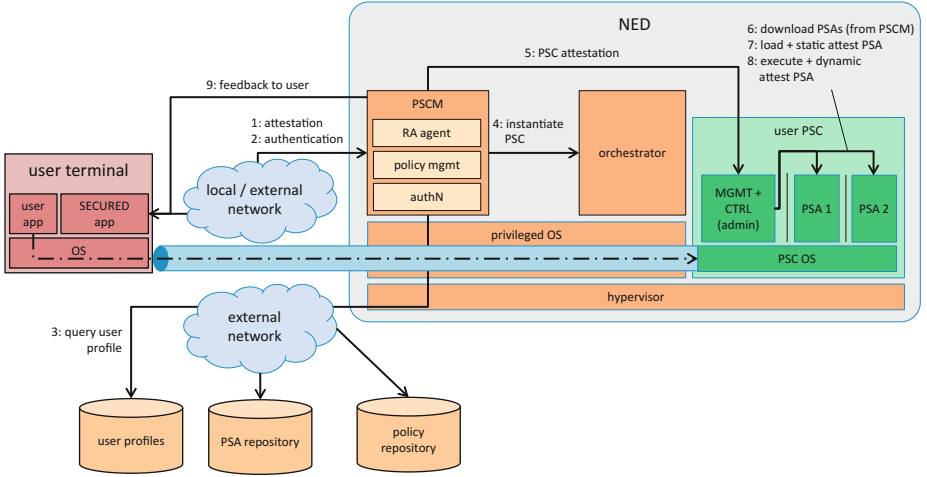 NED
6: download PSAs (from PSCM)
7: load + static attest PSA
8: execute + dynamic
attest PSA
5: PSC attestation
9: feedback to user
1: attestation
2: authentication
PSCM
RA agent
policy mgmt
authN
4: instantiate
PSC
orchestrator
user PSC
MGMT +
CTRL
(admin)
PSA 1
PSA 2
PSC OS
user terminal
user
app
SECURED
app
OS
local / external
network
privileged OS
hypervisor
external
network
3: query user
profile
user profiles
PSA repository
policy
repository